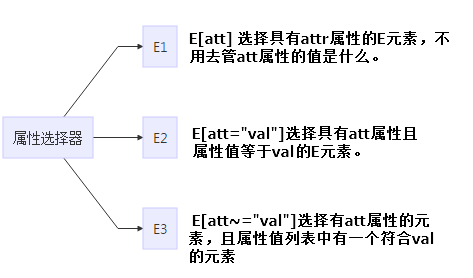 E1
E[att] 选择具有attr属性的E元素，不
用去管att属性的值是什么。
属性选择器
E2
E[att="val"]选择具有att属性且
属性值等于val的E元素。
E3
E[att~="val"]选择有att属性的元
素，且属性值列表中有一个符合val
的元素